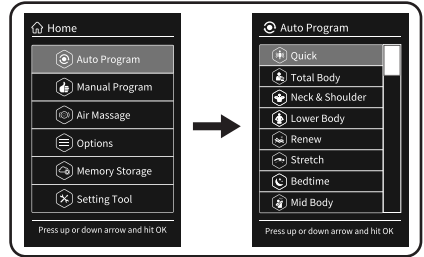 Home
Auto Program
Manual Program
Air Massage
Options
Memory Storage
Setting Tool
Press up or down arrow and hit OK
Auto Program
Quick
Total Body
Neck & Shoulder
Lower Body
Renew
Stretch
Bedtime
Mid Body
Press up or down arrow and hit OK